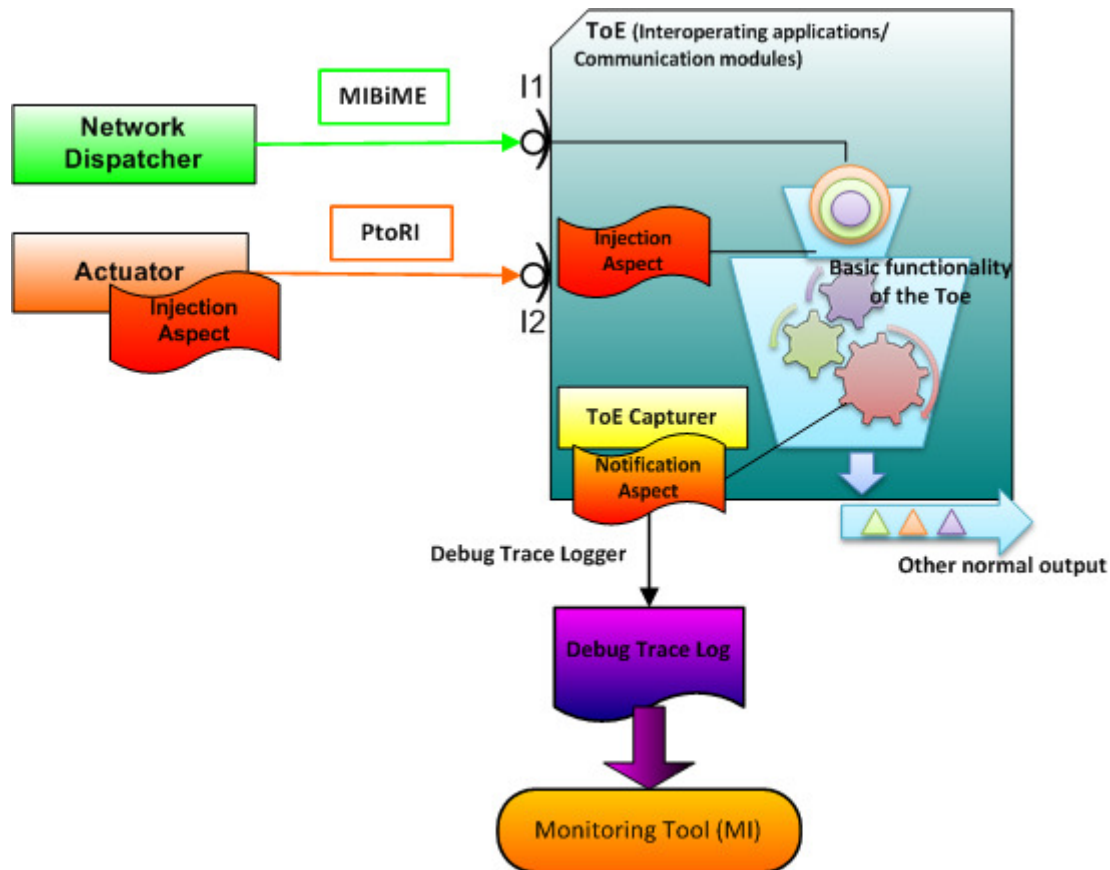 ToE (Interoperating applications/
Communication modules)
MIBiME
I1
Network
Dispatcher
PtoRI
Actuator
Injection
Aspect
I2
Injection
Aspect
Basic functionality
of the Toe
ToE Capturer
Notification
Aspect
Debug Trace Logger
Other normal output
Debug Trace Log
Monitoring Tool (MI)